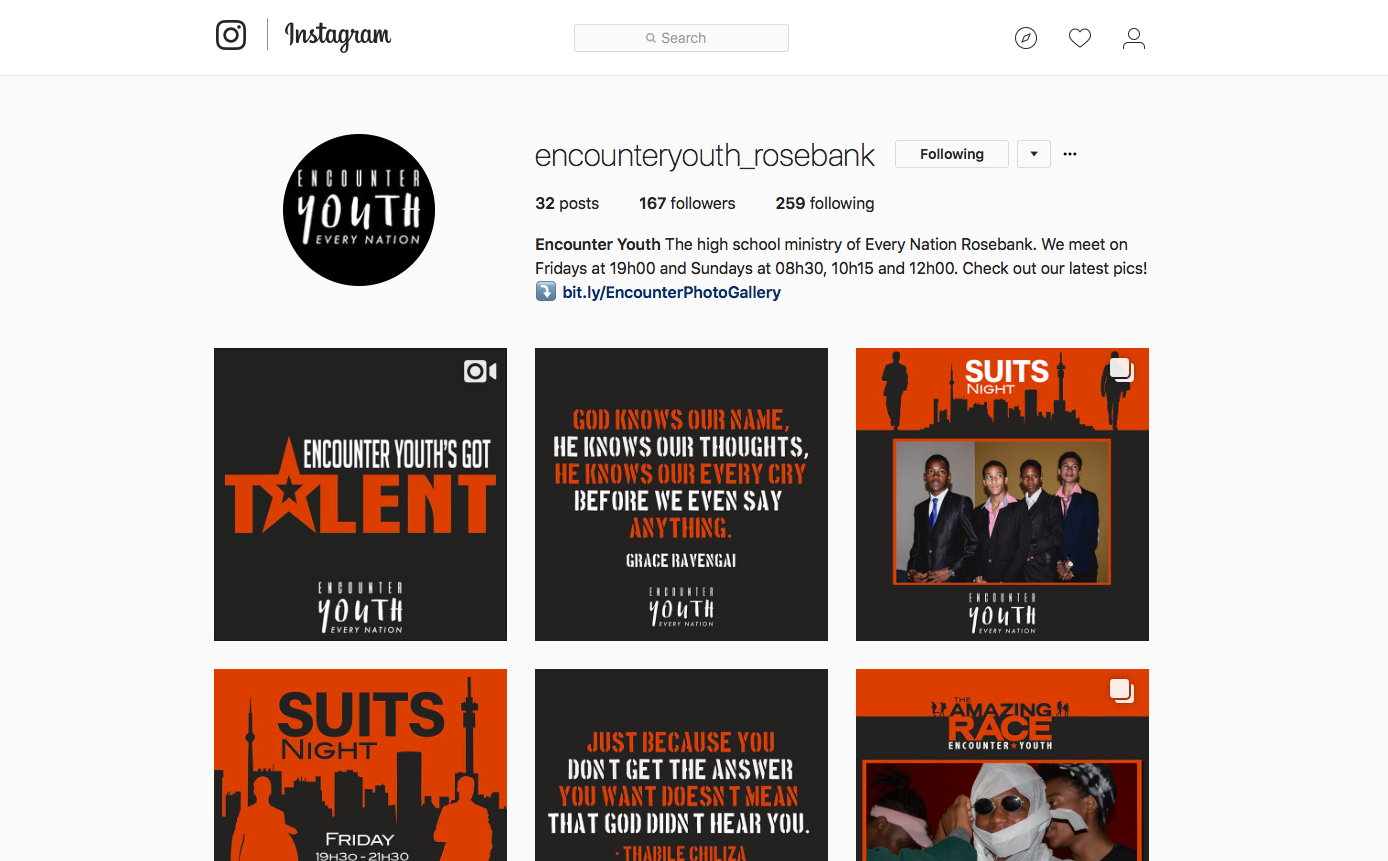 Instagram
Search
ENCOUNTER
YOUTH
EVERY NATION
encounteryouth_rosebank
Following
32 posts 167 followers 259 following
Encounter Youth The high school ministry of Every Nation Rosebank. We meet on
Fridays at 19h00 and Sundays at 08h30, 10h15 and 12h00. Check out our latest pics!
bit.ly/EncounterPhotoGallery
ENCOUNTER YOUTH'S GOT
TALENT
ENCOUNTER
YOUTH
EVERY NATION
GOD KNOWS OUR NAME,
HE KNOWS OUR THOUGHTS,
HE KNOWS OUR EVERY CRY
BEFORE WE EVEN SAY
ANYTHING.
GRACE RAVENGAI
ENCOUNTER
YOUTH
EVERY NATION
SUITS
NIGHT
ENCOUNTER
YOUTH
EVERY NATION
SUITS
NIGHT
FRIDAY
19H30 - 21H30
JUST BECAUSE YOU
DON T GET THE ANSWER
YOU WANT DOESN T MEAN
THAT GOD DIDN T HEAR YOU.
- THABILE CHILIZA
THE
AMAZING
RACE
ENCOUNTER★YOUTH